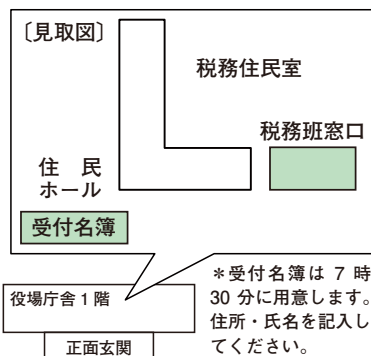 〔見取図〕
税務住民室
税務班窓口
住　民
ホール
受付名簿
役場庁舎１階
正面玄関
＊受付名簿は 7 時
30 分に用意します。
住所・氏名を記入し
てください。